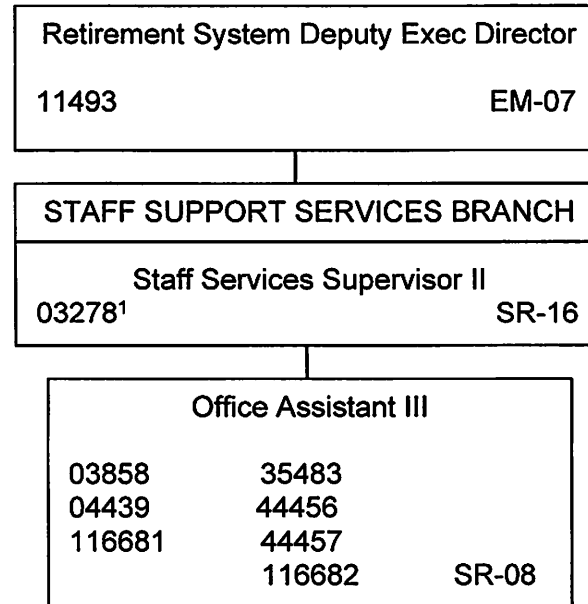 Retirement System Deputy Exec Director
11493 EM-07
STAFF SUPPORT SERVICES BRANCH
Staff Services Supervisor II
03278¹ SR-16
Office Assistant III
03858 35483
04439 44456
116681 44457
116682 SR-08